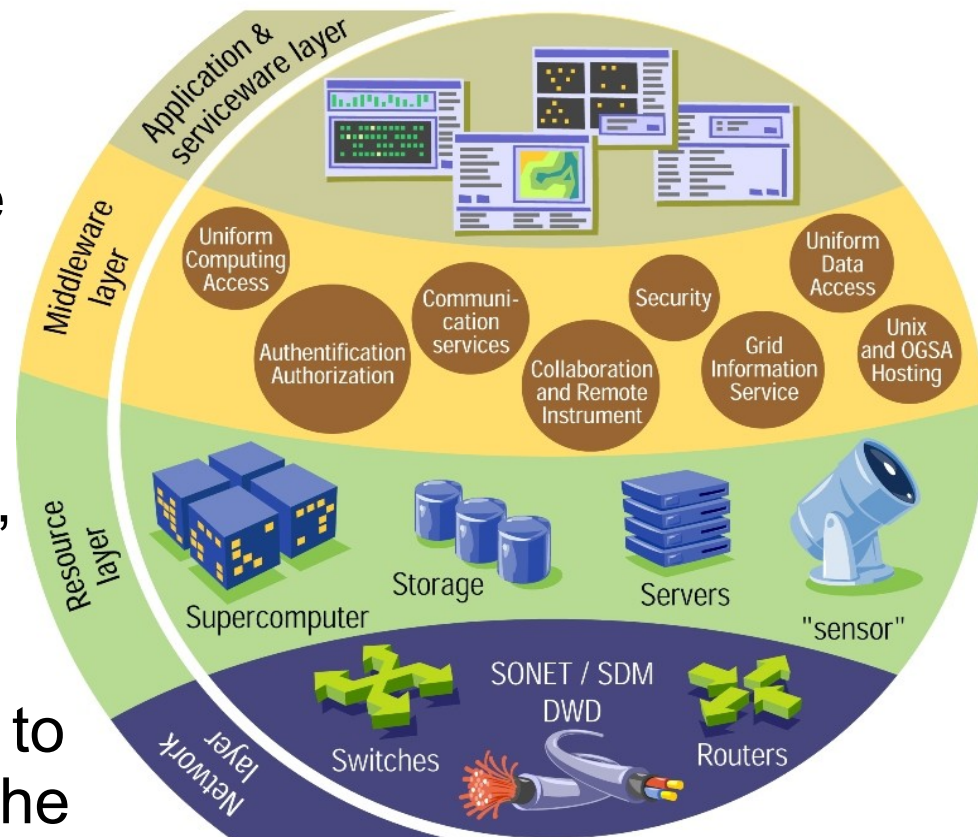 Application &
serviceware layer
Middleware
layer
Uniform
Computing
Access
Authentification
Authorization
Communi-
cation
services
Collaboration
and Remote
Instrument
Security
Grid
Information
Service
Uniform
Data
Access
Unix
and OGSA
Hosting
Resource
layer
Supercomputer
Storage
Servers
"sensor"
Network
layer
Switches
SONET / SDM
DWD
Routers
e
,
to
he